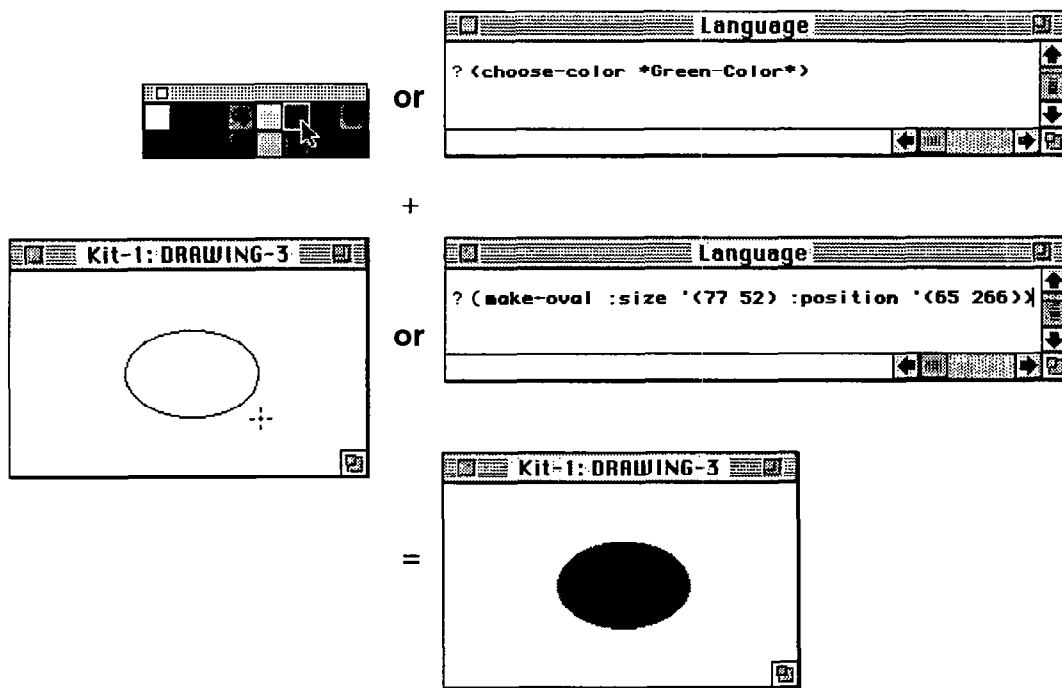 Language
? (choose-color *Green-Color*)
or
+
Kit-1: DRAWING-3
Language
? (make-oval :size '(77 52) :position '(65 266))
or
Kit-1: DRAWING-3
=